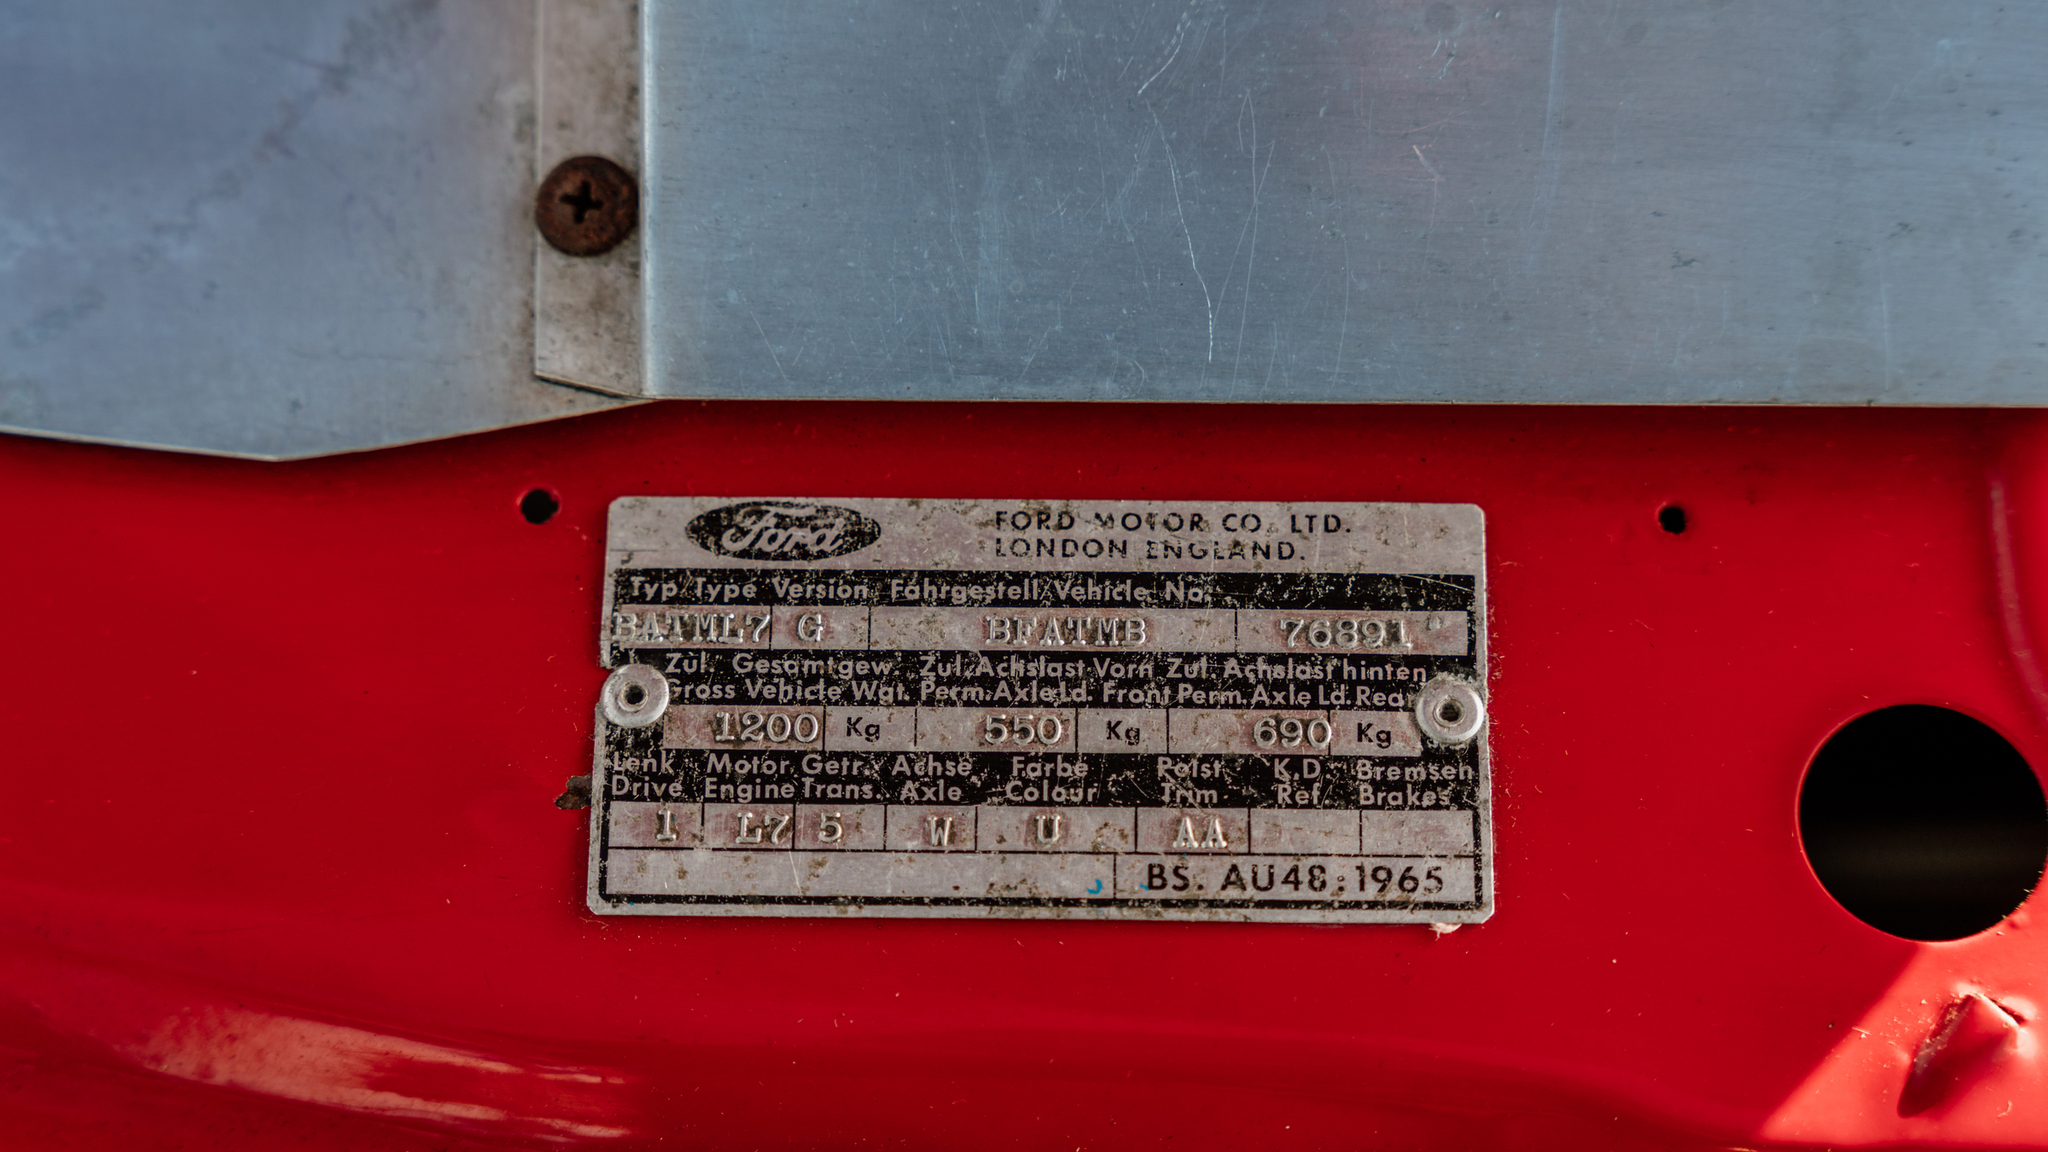 Ford
FORD MOTOR CO. LTD.
LONDON ENGLAND.
Typ/Type Version Fahrgestell/Vehicle No.
BATML7 G BFATMB 76891
Zul. Gesamtgew. Zul. Achslast Vorn Zul. Achslast hinten
Gross Vehicle Wgt. Perm. Axle Ld. Front Perm. Axle Ld. Rear
1200 Kg 550 Kg 690 Kg
Lenk Motor Getr. Achse Farbe Polst. K.D. Bremsen
Drive Engine Trans. Axle Colour Trim Ref. Brakes
1 L7 5 W U AA
BS. AU48:1965